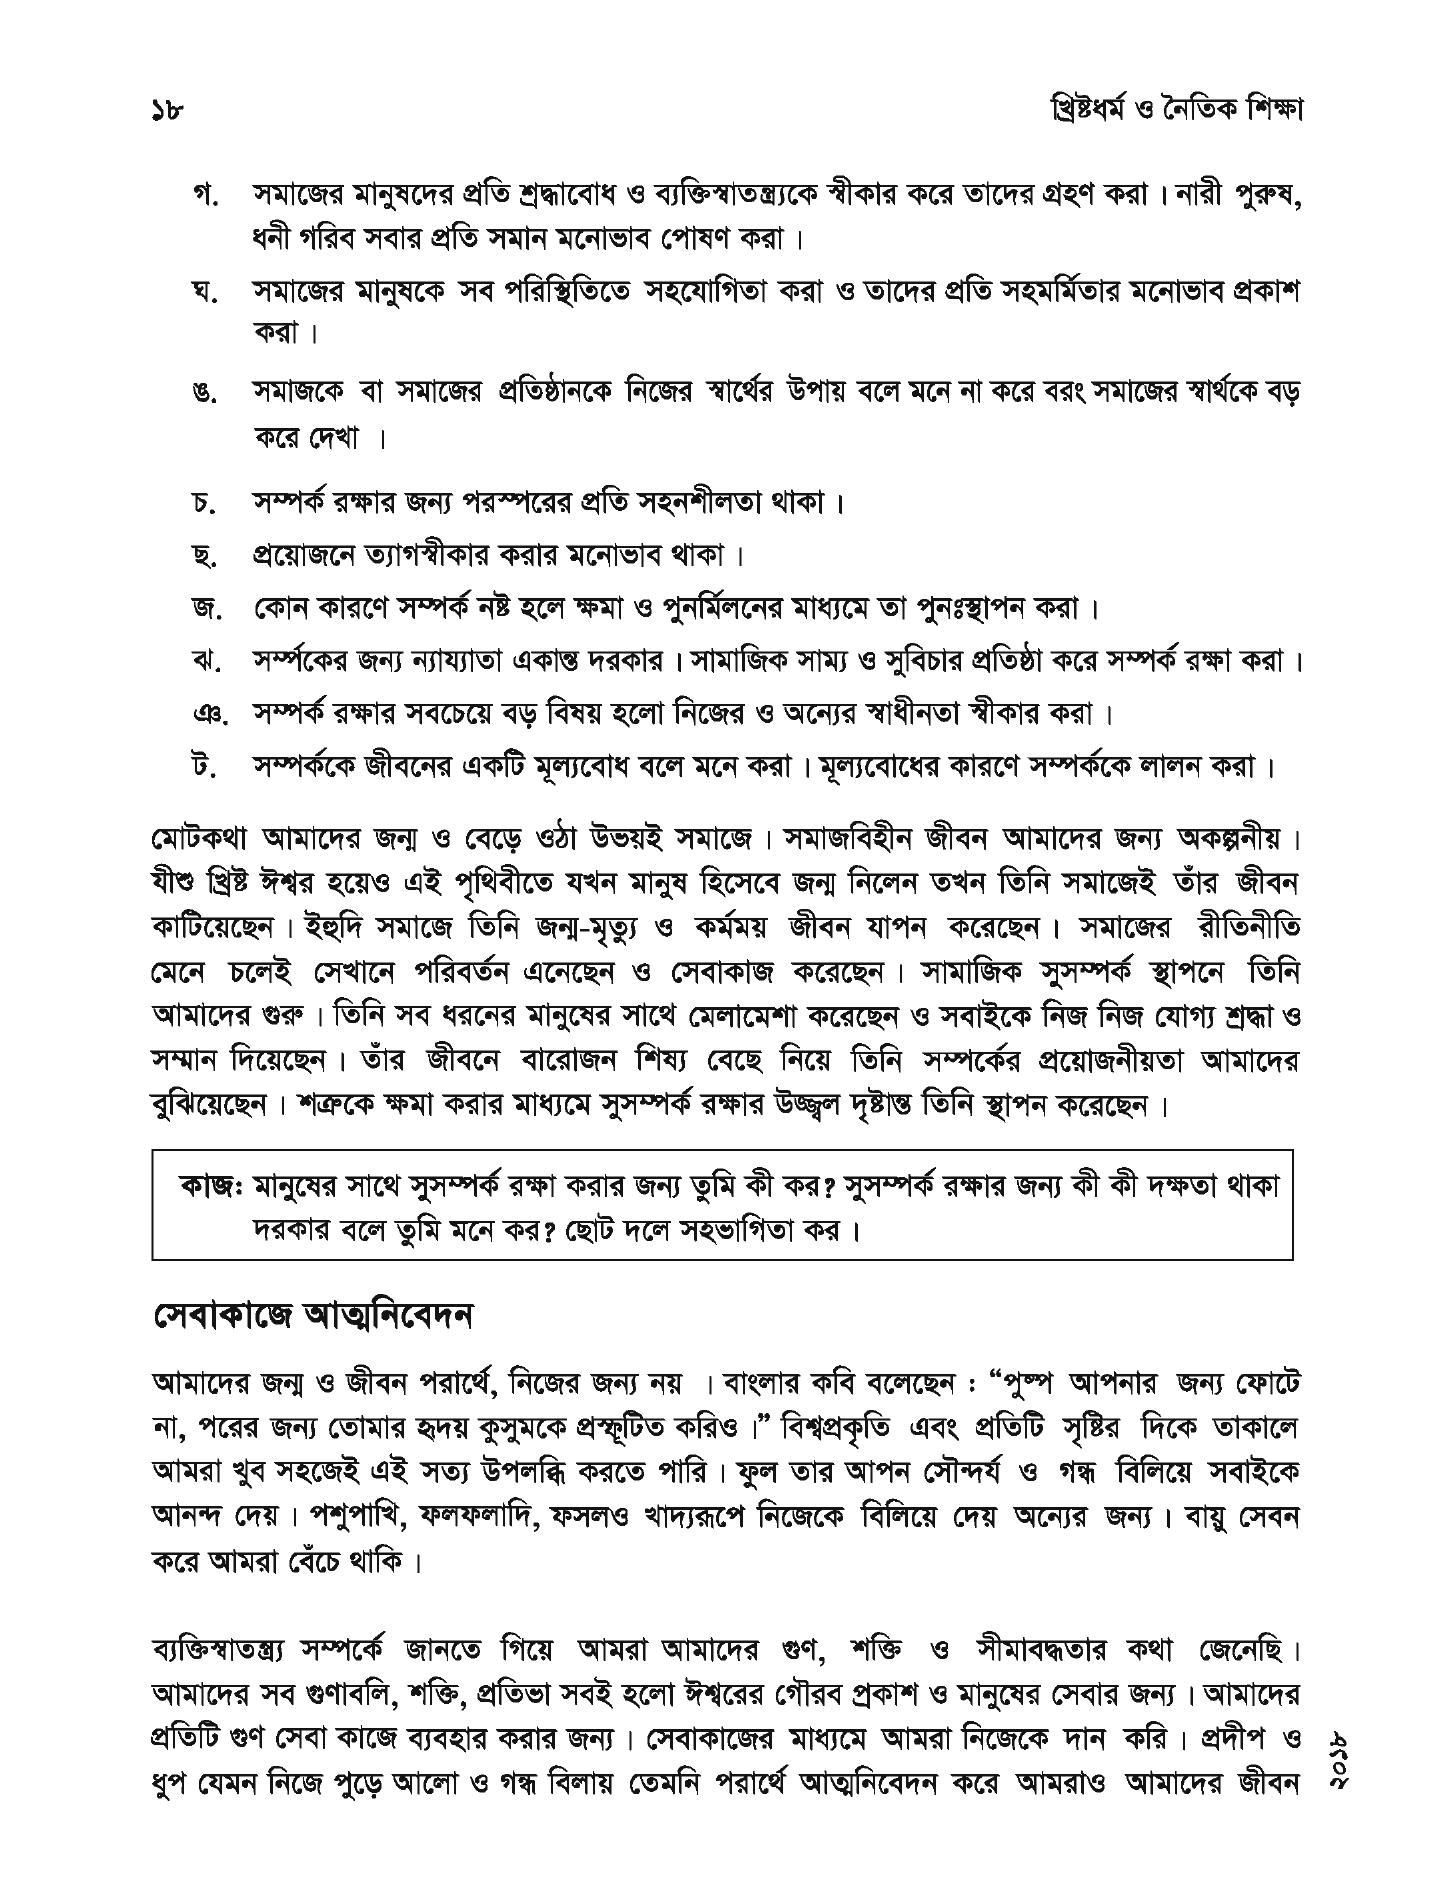 ১৮
খ্রিষ্টধর্ম ও নৈতিক শিক্ষা
গ. সমাজের মানুষদের প্রতি শ্রদ্ধাবোধ ও ব্যক্তিস্বাতন্ত্র্যকে স্বীকার করে তাদের গ্রহণ করা। নারী পুরুষ,
ধনী গরিব সবার প্রতি সমান মনোভাব পোষণ করা।
ঘ. সমাজের মানুষকে সব পরিস্থিতিতে সহযোগিতা করা ও তাদের প্রতি সহমর্মিতার মনোভাব প্রকাশ
করা।
ঙ. সমাজকে বা সমাজের প্রতিষ্ঠানকে নিজের স্বার্থের উপায় বলে মনে না করে বরং সমাজের স্বার্থকে বড়
করে দেখা ।
চ. সম্পর্ক রক্ষার জন্য পরস্পরের প্রতি সহনশীলতা থাকা।
ছ. প্রয়োজনে ত্যাগস্বীকার করার মনোভাব থাকা।
জ. কোন কারণে সম্পর্ক নষ্ট হলে ক্ষমা ও পুনর্মিলনের মাধ্যমে তা পুনঃস্থাপন করা।
ঝ. সর্ম্পকের জন্য ন্যায্যাতা একান্ত দরকার। সামাজিক সাম্য ও সুবিচার প্রতিষ্ঠা করে সম্পর্ক রক্ষা করা।
ঞ. সম্পর্ক রক্ষার সবচেয়ে বড় বিষয় হলো নিজের ও অন্যের স্বাধীনতা স্বীকার করা।
ট. সম্পর্ককে জীবনের একটি মূল্যবোধ বলে মনে করা। মূল্যবোধের কারণে সম্পর্ককে লালন করা।
মোটকথা আমাদের জন্ম ও বেড়ে ওঠা উভয়ই সমাজে। সমাজবিহীন জীবন আমাদের জন্য অকল্পনীয়।
যীশু খ্রিষ্ট ঈশ্বর হয়েও এই পৃথিবীতে যখন মানুষ হিসেবে জন্ম নিলেন তখন তিনি সমাজেই তাঁর জীবন
কাটিয়েছেন। ইহুদি সমাজে তিনি জন্ম-মৃত্যু ও কর্মময় জীবন যাপন করেছেন। সমাজের রীতিনীতি
মেনে চলেই সেখানে পরিবর্তন এনেছেন ও সেবাকাজ করেছেন। সামাজিক সুসম্পর্ক স্থাপনে তিনি
আমাদের গুরু। তিনি সব ধরনের মানুষের সাথে মেলামেশা করেছেন ও সবাইকে নিজ নিজ যোগ্য শ্রদ্ধা ও
সম্মান দিয়েছেন। তাঁর জীবনে বারোজন শিষ্য বেছে নিয়ে তিনি সম্পর্কের প্রয়োজনীয়তা আমাদের
বুঝিয়েছেন। শত্রুকে ক্ষমা করার মাধ্যমে সুসম্পর্ক রক্ষার উজ্জ্বল দৃষ্টান্ত তিনি স্থাপন করেছেন।
কাজ: মানুষের সাথে সুসম্পর্ক রক্ষা করার জন্য তুমি কী কর? সুসম্পর্ক রক্ষার জন্য কী কী দক্ষতা থাকা
দরকার বলে তুমি মনে কর? ছোট দলে সহভাগিতা কর।
সেবাকাজে আত্মনিবেদন
আমাদের জন্ম ও জীবন পরার্থে, নিজের জন্য নয় । বাংলার কবি বলেছেন : “পুষ্প আপনার জন্য ফোটে
না, পরের জন্য তোমার হৃদয় কুসুমকে প্রস্ফূটিত করিও।” বিশ্বপ্রকৃতি এবং প্রতিটি সৃষ্টির দিকে তাকালে
আমরা খুব সহজেই এই সত্য উপলব্ধি করতে পারি। ফুল তার আপন সৌন্দর্য ও গন্ধ বিলিয়ে সবাইকে
আনন্দ দেয়। পশুপাখি, ফলফলাদি, ফসলও খাদ্যরূপে নিজেকে বিলিয়ে দেয় অন্যের জন্য। বায়ু সেবন
করে আমরা বেঁচে থাকি।
ব্যক্তিস্বাতন্ত্র্য সম্পর্কে জানতে গিয়ে আমরা আমাদের গুণ, শক্তি ও সীমাবদ্ধতার কথা জেনেছি।
আমাদের সব গুণাবলি, শক্তি, প্রতিভা সবই হলো ঈশ্বরের গৌরব প্রকাশ ও মানুষের সেবার জন্য। আমাদের
প্রতিটি গুণ সেবা কাজে ব্যবহার করার জন্য। সেবাকাজের মাধ্যমে আমরা নিজেকে দান করি। প্রদীপ ও
ধুপ যেমন নিজে পুড়ে আলো ও গন্ধ বিলায় তেমনি পরার্থে আত্মনিবেদন করে আমরাও আমাদের জীবন
২০১৮